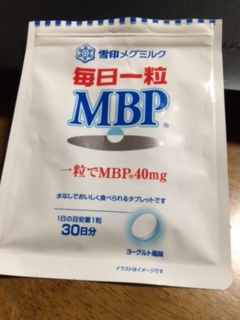 雪印メグミルク
毎日一粒
MBP®
一粒でMBP®40mg
水なしでおいしく食べられるタブレットです
1日の目安量1粒
30日分
ヨーグルト風味
イラストはイメージです